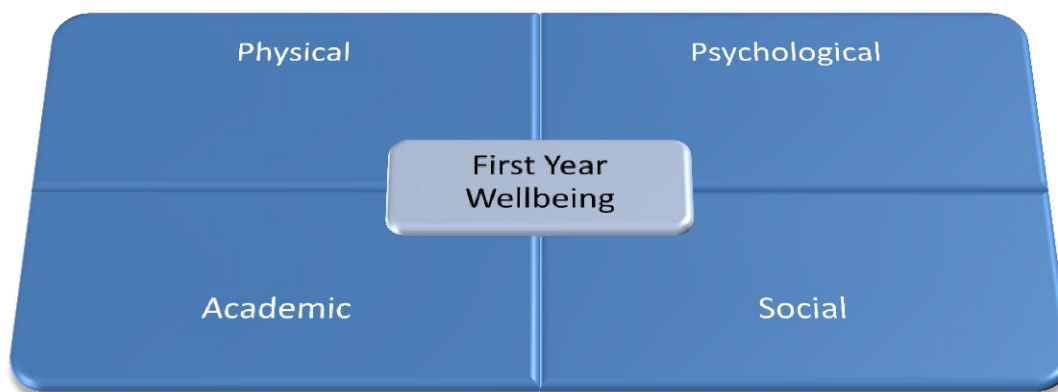 Physical
Psychological
First Year
Wellbeing
Academic
Social